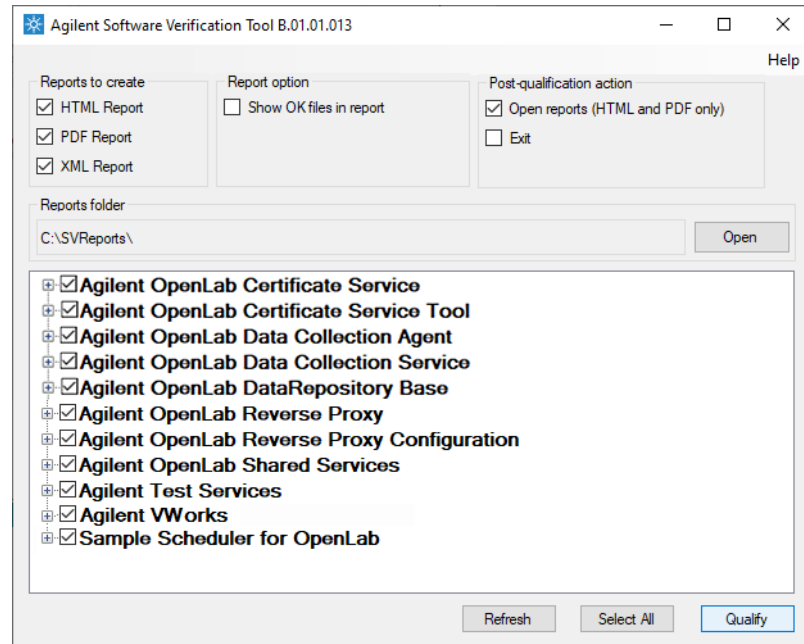 Agilent Software Verification Tool B.01.01.013
Help
Reports to create
HTML Report
PDF Report
XML Report
Report option
Show OK files in report
Post-qualification action
Open reports (HTML and PDF only)
Exit
Reports folder
C:\SVReports\
Open
Agilent OpenLab Certificate Service
Agilent OpenLab Certificate Service Tool
Agilent OpenLab Data Collection Agent
Agilent OpenLab Data Collection Service
Agilent OpenLab DataRepository Base
Agilent OpenLab Reverse Proxy
Agilent OpenLab Reverse Proxy Configuration
Agilent OpenLab Shared Services
Agilent Test Services
Agilent VWorks
Sample Scheduler for OpenLab
Refresh
Select All
Qualify